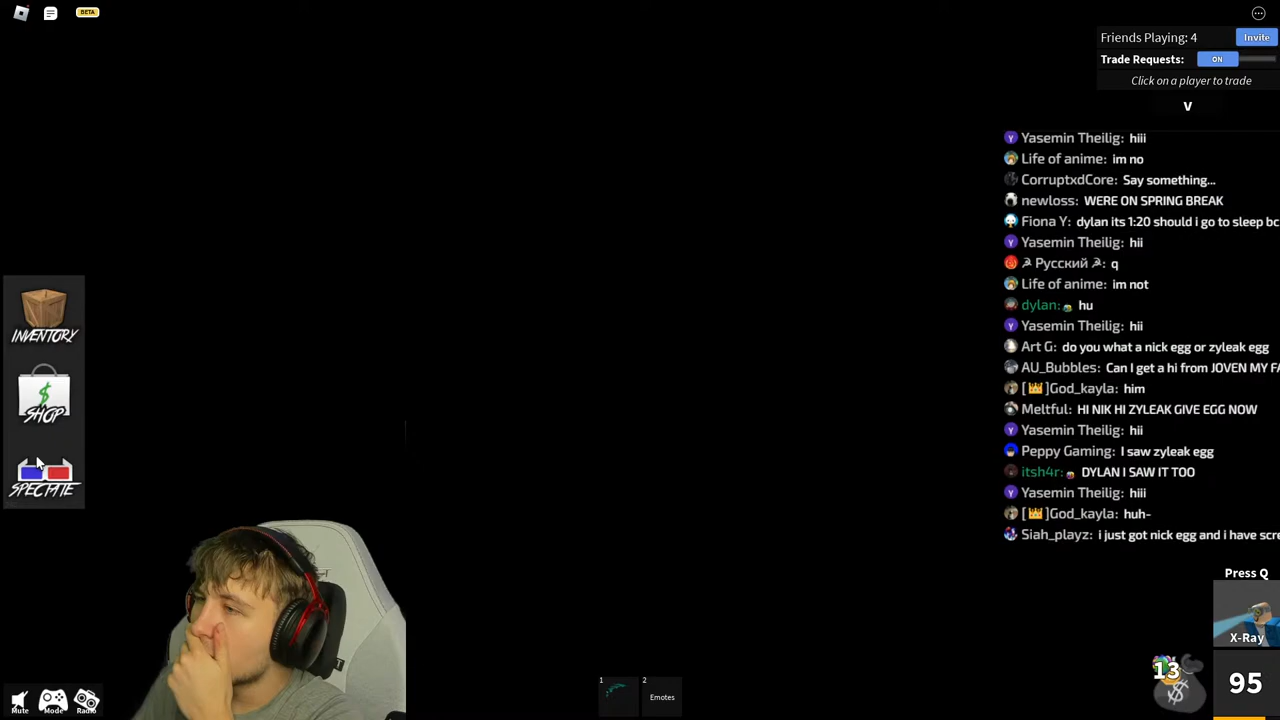 BETA
Friends Playing: 4
Invite
Trade Requests:
ON
Click on a player to trade
v
Yasemin Theilig: hiii
Life of anime: im no
CorruptxdCore: Say something...
newloss: WERE ON SPRING BREAK
Fiona Y: dylan its 1:20 should i go to sleep bc
Yasemin Theilig: hii
☭ Русский ☭: q
Life of anime: im not
dylan: hu
Yasemin Theilig: hii
Art G: do you what a nick egg or zyleak egg
AU_Bubbles: Can I get a hi from JOVEN MY FA
[👑]God_kayla: him
Meltful: HI NIK HI ZYLEAK GIVE EGG NOW
Yasemin Theilig: hii
Peppy Gaming: I saw zyleak egg
itsh4r: DYLAN I SAW IT TOO
Yasemin Theilig: hiii
[👑]God_kayla: huh-
Siah_playz: i just got nick egg and i have scre
INVENTORY
SHOP
SPECTATE
Press Q
X-Ray
13
95
1
2
Emotes
Mute
Mode
Radio